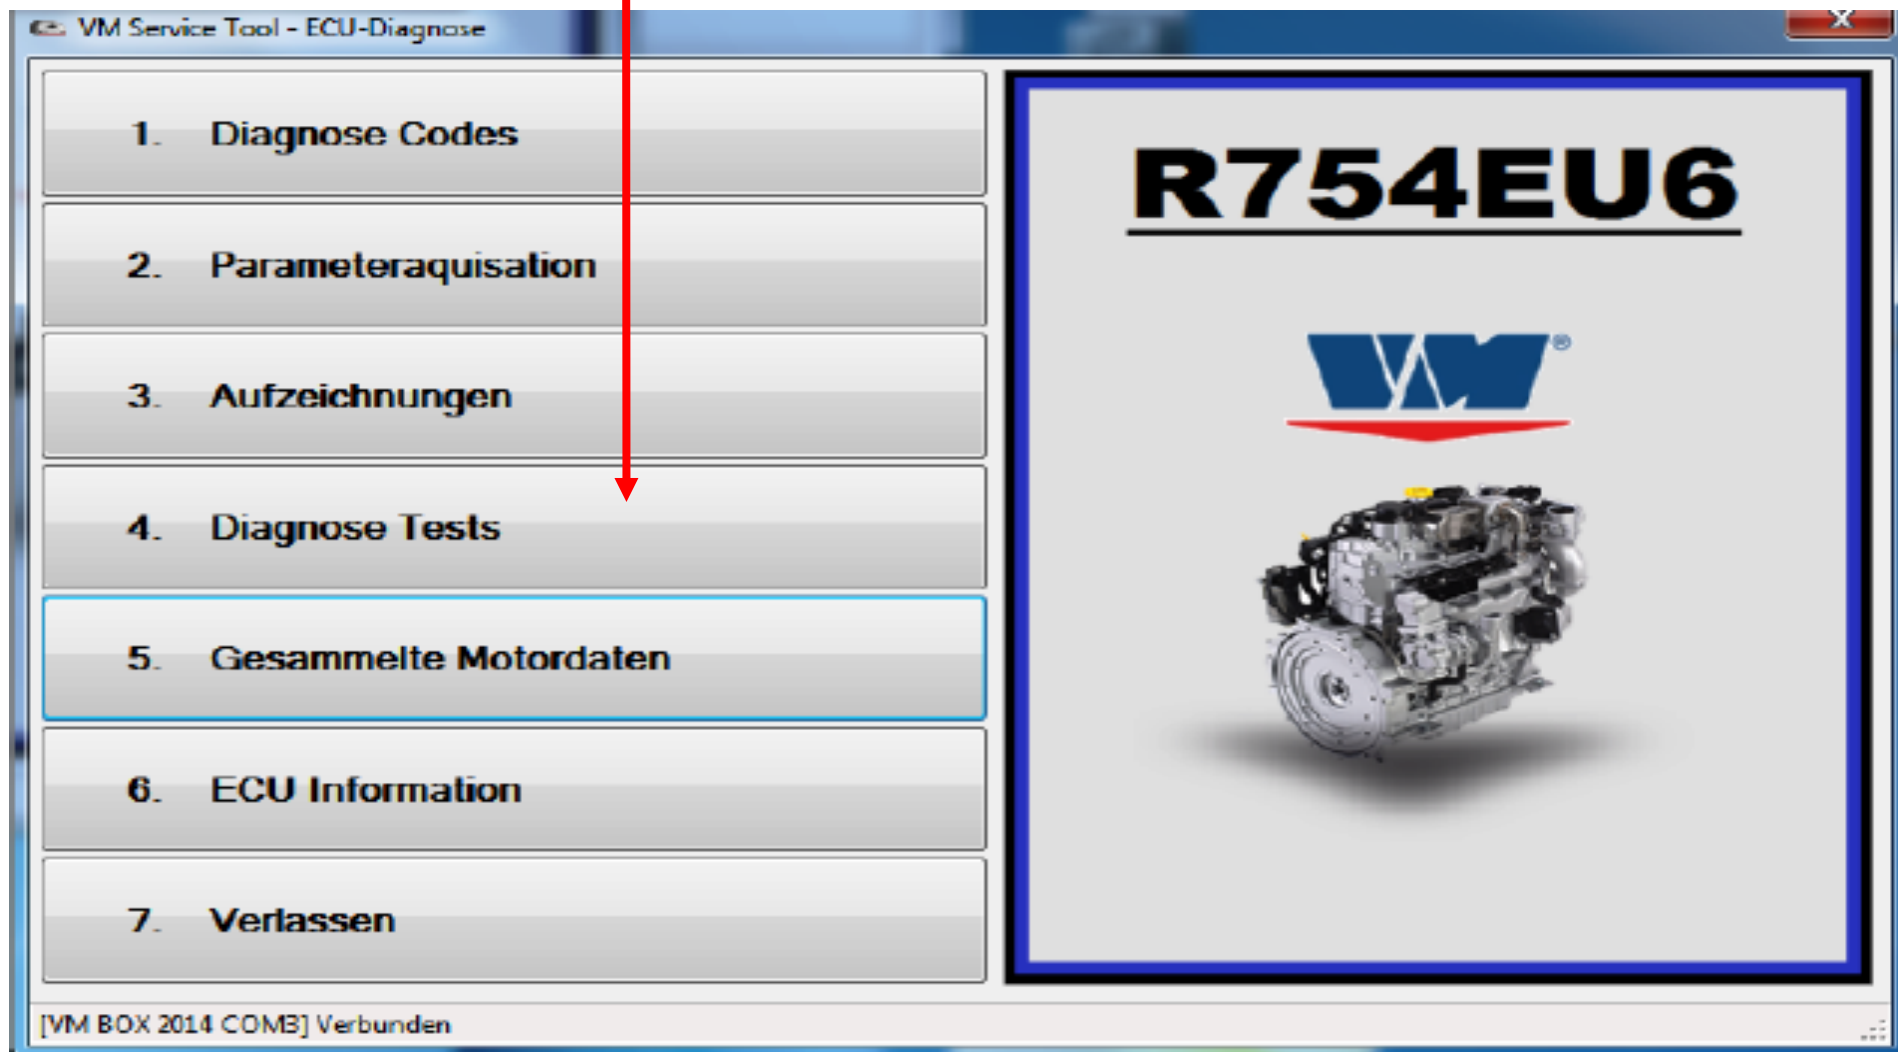 VM Service Tool - ECU-Diagnose
1. Diagnose Codes
2. Parameteraquisation
3. Aufzeichnungen
4. Diagnose Tests
5. Gesammelte Motordaten
6. ECU Information
7. Verlassen
R754EU6
VM®
[VM BOX 2014 COM3] Verbunden